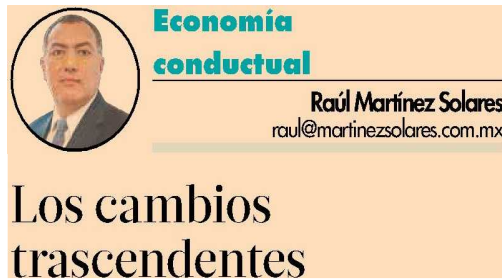 Economía
conductual
Raúl Martínez Solares
raul@martinezsolares.com.mx
Los cambios
trascendentes